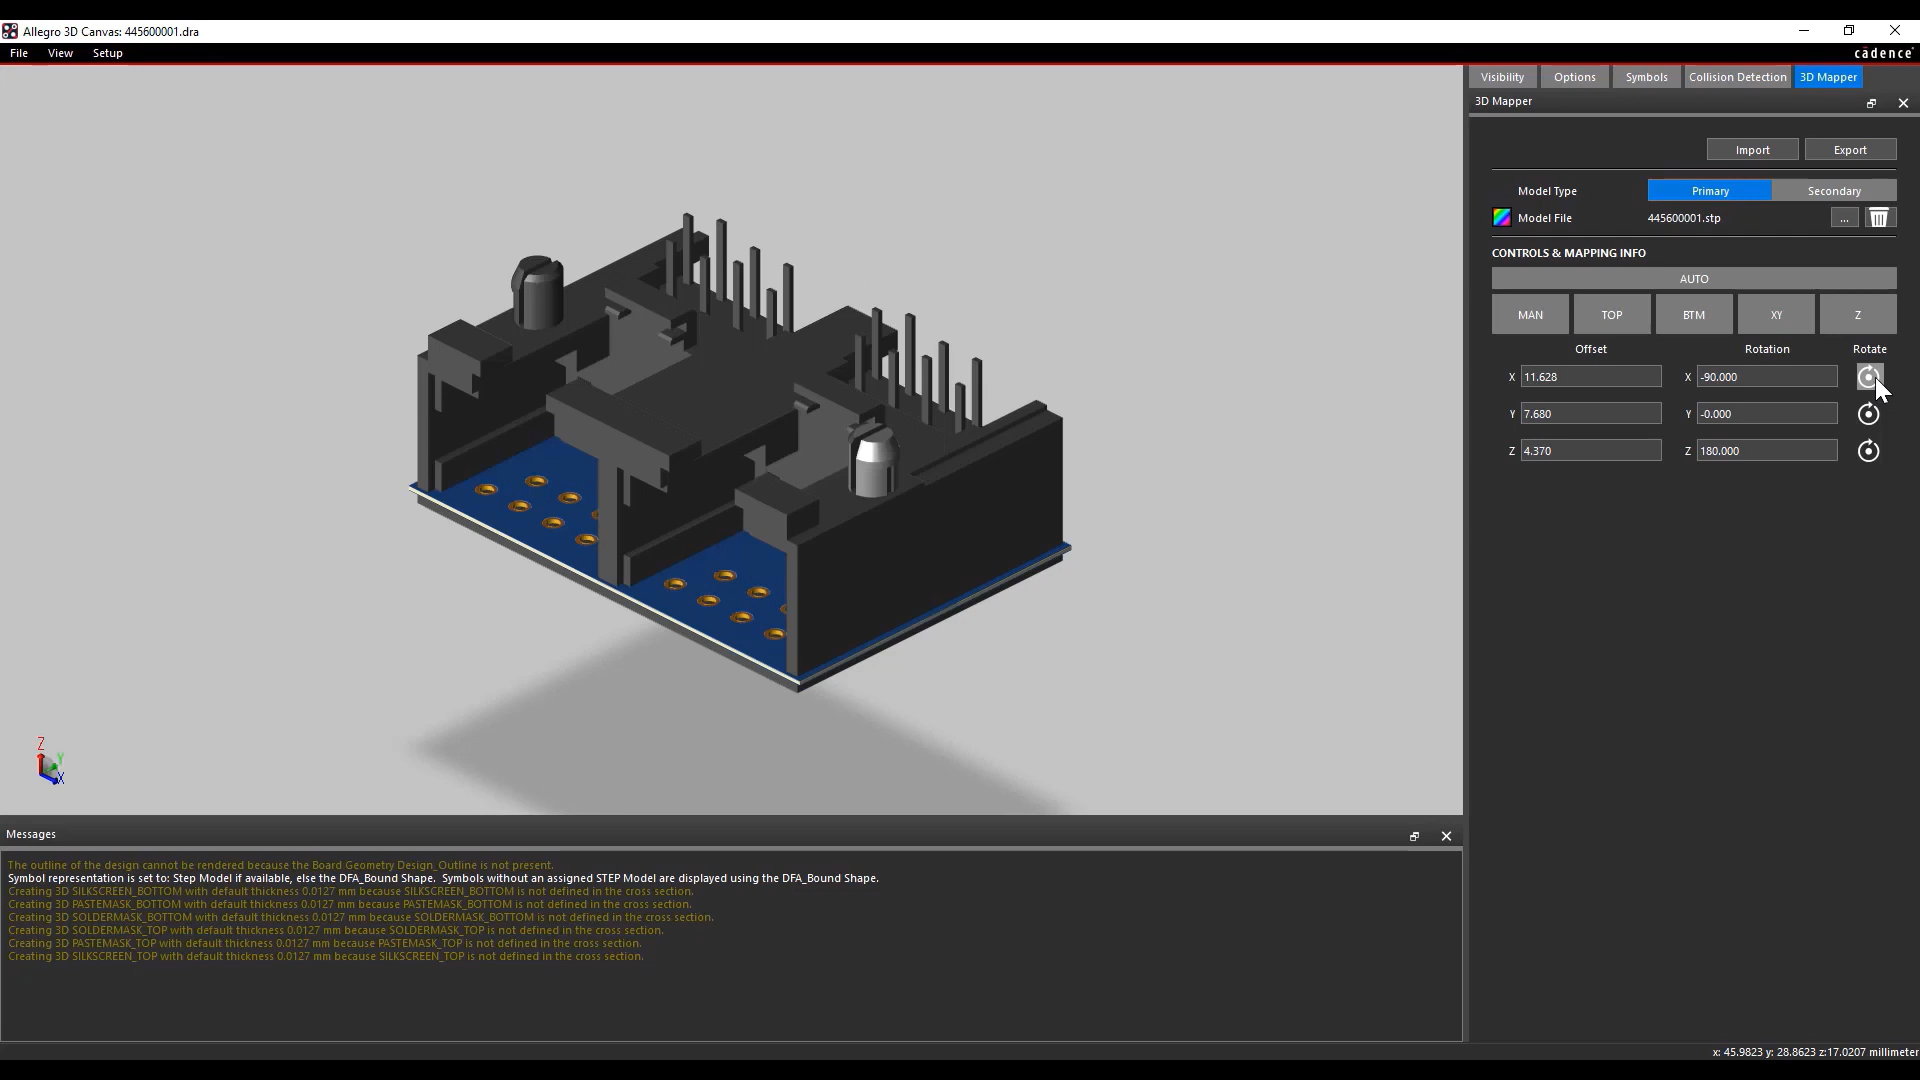 Allegro 3D Canvas: 445600001.dra
File View Setup
cādence
Visibility Options Symbols Collision Detection 3D Mapper
3D Mapper
Import Export
Model Type Primary Secondary
Model File 445600001.stp ...
CONTROLS & MAPPING INFO
AUTO
MAN TOP BTM XY Z
Offset Rotation Rotate
X 11.628 X -90.000
Y 7.680 Y -0.000
Z 4.370 Z 180.000
Z
Y
X
Messages
The outline of the design cannot be rendered because the Board Geometry Design_Outline is not present.
Symbol representation is set to: Step Model if available, else the DFA_Bound Shape. Symbols without an assigned STEP Model are displayed using the DFA_Bound Shape.
Creating 3D SILKSCREEN_BOTTOM with default thickness 0.0127 mm because SILKSCREEN_BOTTOM is not defined in the cross section.
Creating 3D PASTEMASK_BOTTOM with default thickness 0.0127 mm because PASTEMASK_BOTTOM is not defined in the cross section.
Creating 3D SOLDERMASK_BOTTOM with default thickness 0.0127 mm because SOLDERMASK_BOTTOM is not defined in the cross section.
Creating 3D SOLDERMASK_TOP with default thickness 0.0127 mm because SOLDERMASK_TOP is not defined in the cross section.
Creating 3D PASTEMASK_TOP with default thickness 0.0127 mm because PASTEMASK_TOP is not defined in the cross section.
Creating 3D SILKSCREEN_TOP with default thickness 0.0127 mm because SILKSCREEN_TOP is not defined in the cross section.
x: 45.9823 y: 28.8623 z:17.0207 millimeter